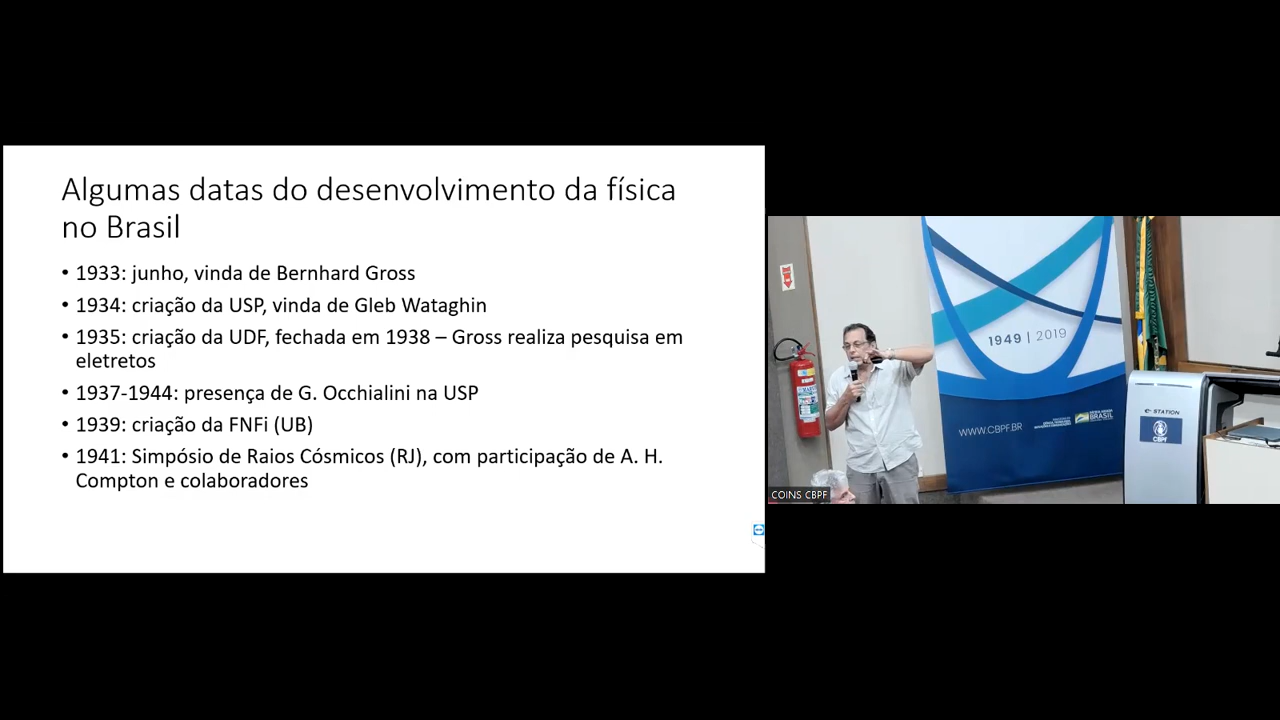 Algumas datas do desenvolvimento da física
no Brasil
• 1933: junho, vinda de Bernhard Gross
• 1934: criação da USP, vinda de Gleb Wataghin
• 1935: criação da UDF, fechada em 1938 – Gross realiza pesquisa em
eletretos
• 1937-1944: presença de G. Occhialini na USP
• 1939: criação da FNFi (UB)
• 1941: Simpósio de Raios Cósmicos (RJ), com participação de A. H.
Compton e colaboradores
1949 | 2019
WWW.CBPF.BR
BRASIL
e-STATION
CBPF
COINS CBPF